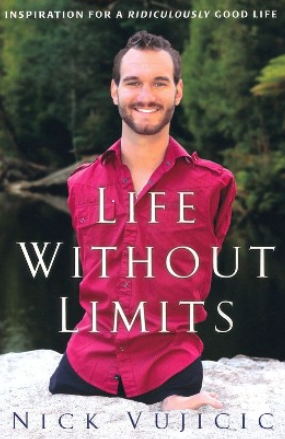 INSPIRATION FOR A RIDICULOUSLY GOOD LIFE
LIFE
WITHOUT
LIMITS
NICK VUJICIC